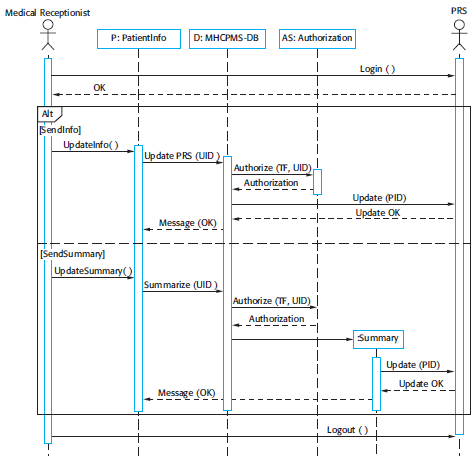 Medical Receptionist
PRS
P: PatientInfo
D: MHCPMS-DB
AS: Authorization
Login ( )
OK
Alt
[SendInfo]
UpdateInfo( )
Update PRS (UID )
Authorize (TF, UID)
Authorization
Update (PID)
Update OK
Message (OK)
[SendSummary]
UpdateSummary()
Summarize (UID )
Authorize (TF, UID)
Authorization
:Summary
Update (PID)
Update OK
Message (OK)
Logout ( )